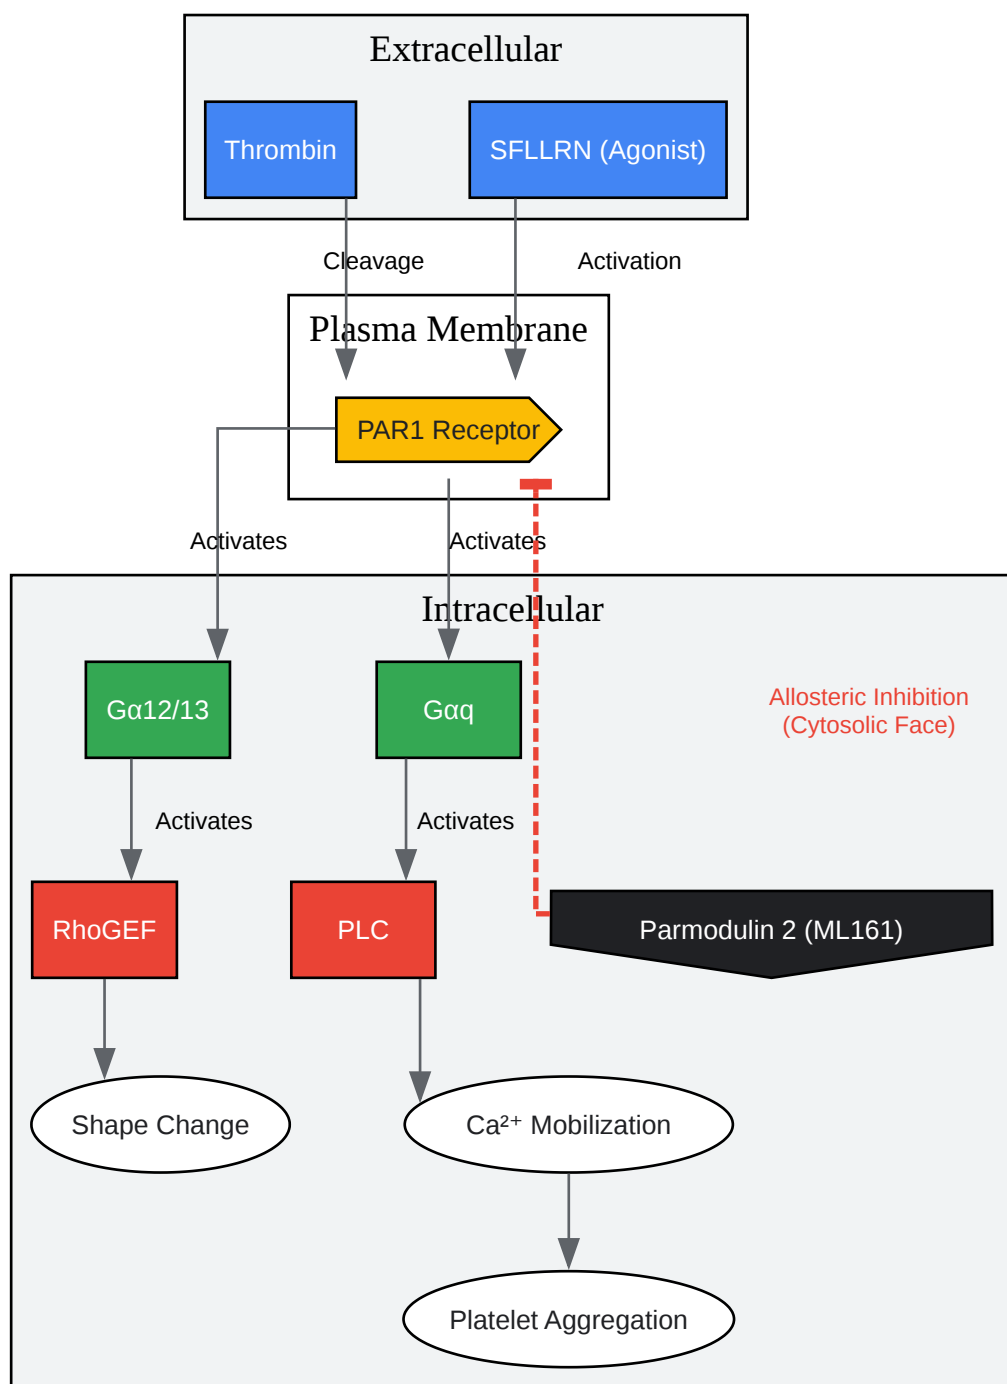 Extracellular
Thrombin
SFLLRN (Agonist)
Cleavage
Activation
Plasma Membrane
PAR1 Receptor
Activates
Activates
Intracellular
Gα12/13
Gαq
Allosteric Inhibition
(Cytosolic Face)
Activates
Activates
RhoGEF
PLC
Parmodulin 2 (ML161)
Shape Change
Ca²⁺ Mobilization
Platelet Aggregation